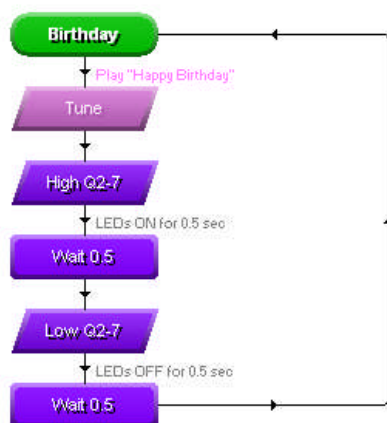 Birthday
Play "Happy Birthday"
Tune
High Q2-7
LEDs ON for 0.5 sec
Wait 0.5
Low Q2-7
LEDs OFF for 0.5 sec
Wait 0.5